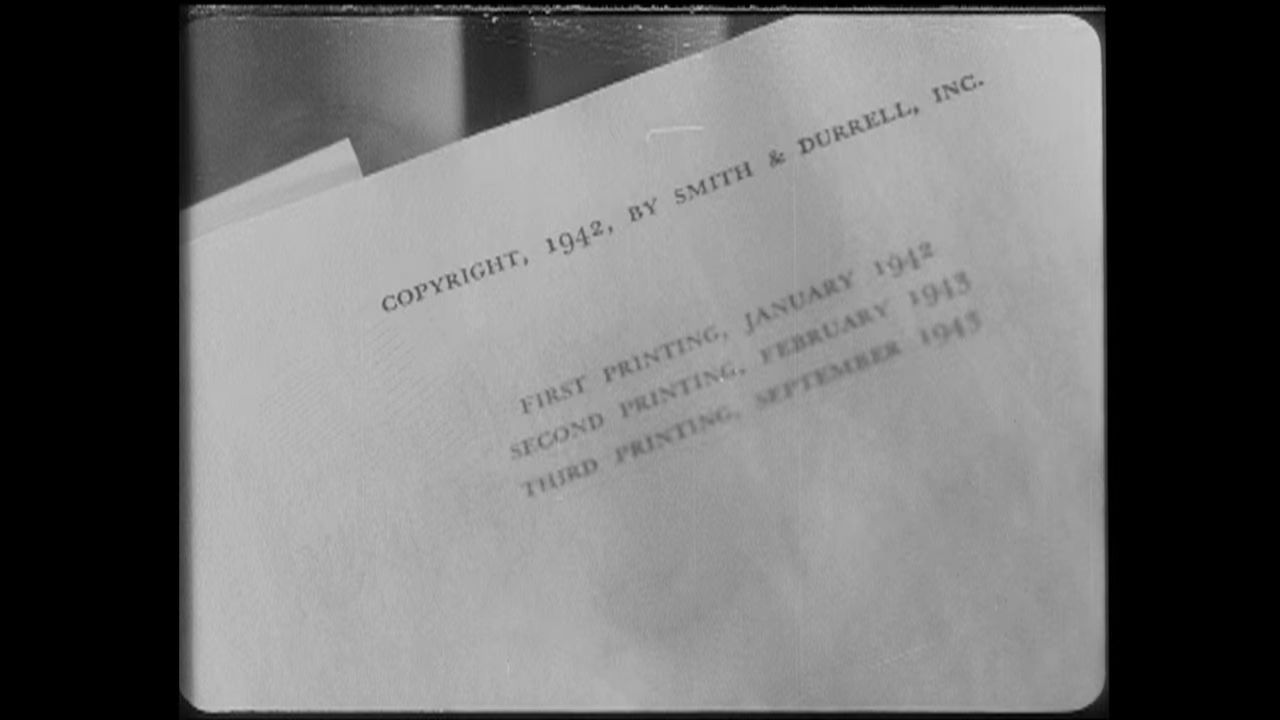 COPYRIGHT, 1942, BY SMITH & DURRELL, INC.
FIRST PRINTING, JANUARY 1942
SECOND PRINTING, FEBRUARY 1943
THIRD PRINTING, SEPTEMBER 1943